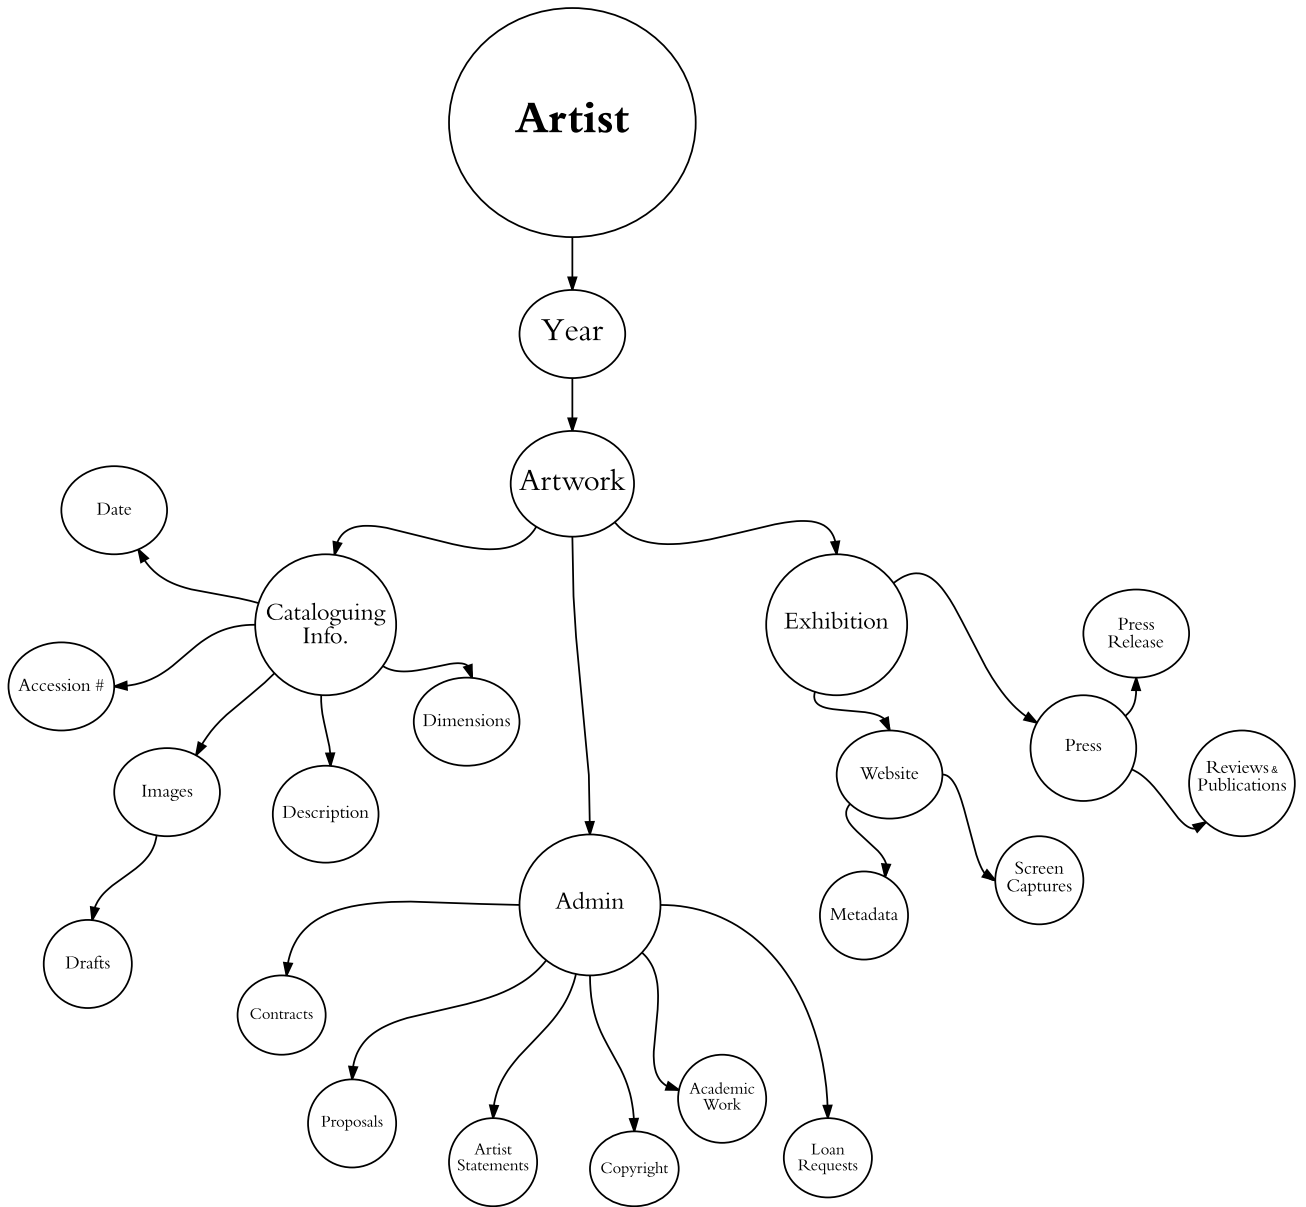 Artist
Year
Artwork
Date
Cataloguing
Info.
Exhibition
Press
Release
Accession #
Dimensions
Press
Website
Reviews &
Publications
Images
Description
Screen
Captures
Admin
Metadata
Drafts
Contracts
Academic
Work
Proposals
Artist
Statements
Copyright
Loan
Requests